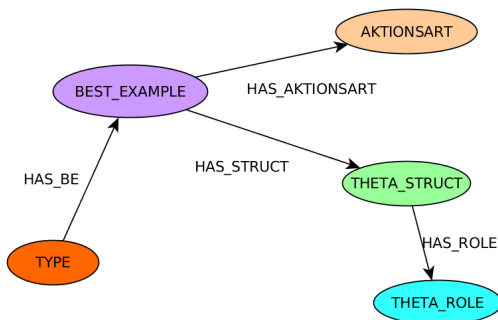 AKTIONSART
BEST_EXAMPLE
HAS_AKTIONSART
HAS_STRUCT
HAS_BE
THETA_STRUCT
HAS_ROLE
TYPE
THETA_ROLE